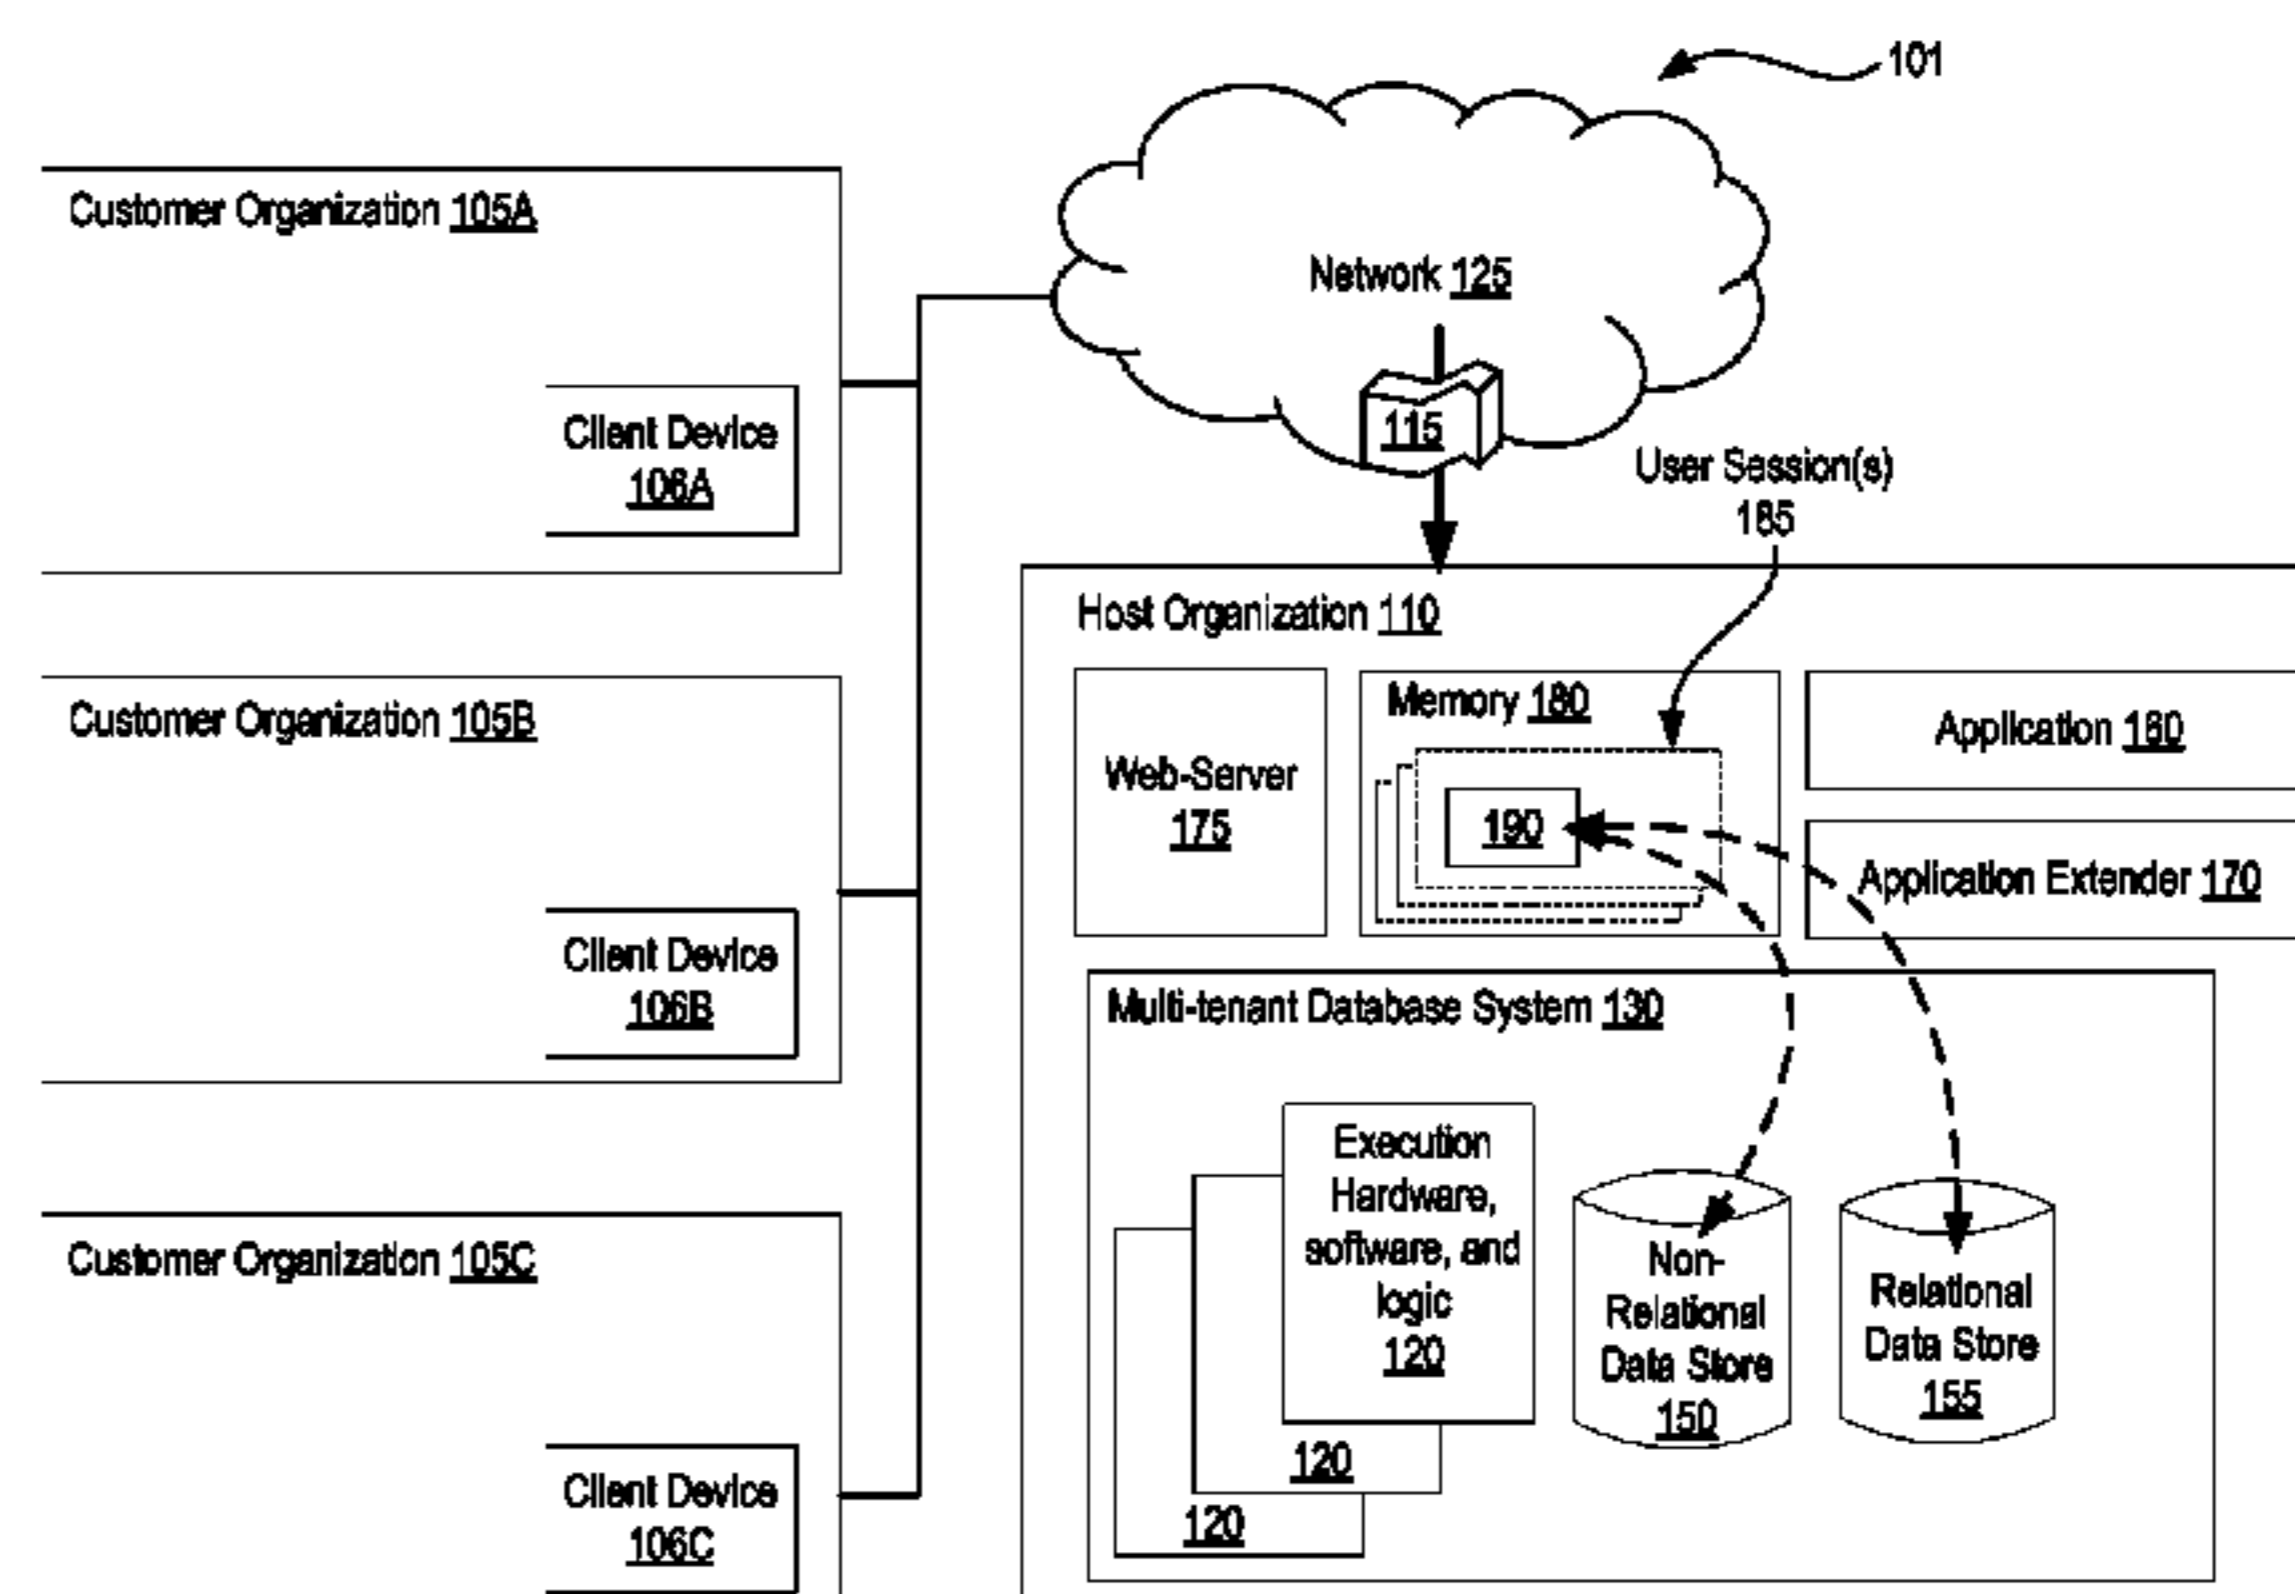 101
Customer Organization 105A
Client Device
106A
Network 125
115
User Session(s)
185
Customer Organization 105B
Client Device
106B
Customer Organization 105C
Client Device
106C
Host Organization 110
Web-Server
175
Memory 180
190
Application 160
Application Extender 170
Multi-tenant Database System 130
Execution
Hardware,
software, and
logic
120
120
120
Non-
Relational
Data Store
150
Relational
Data Store
155